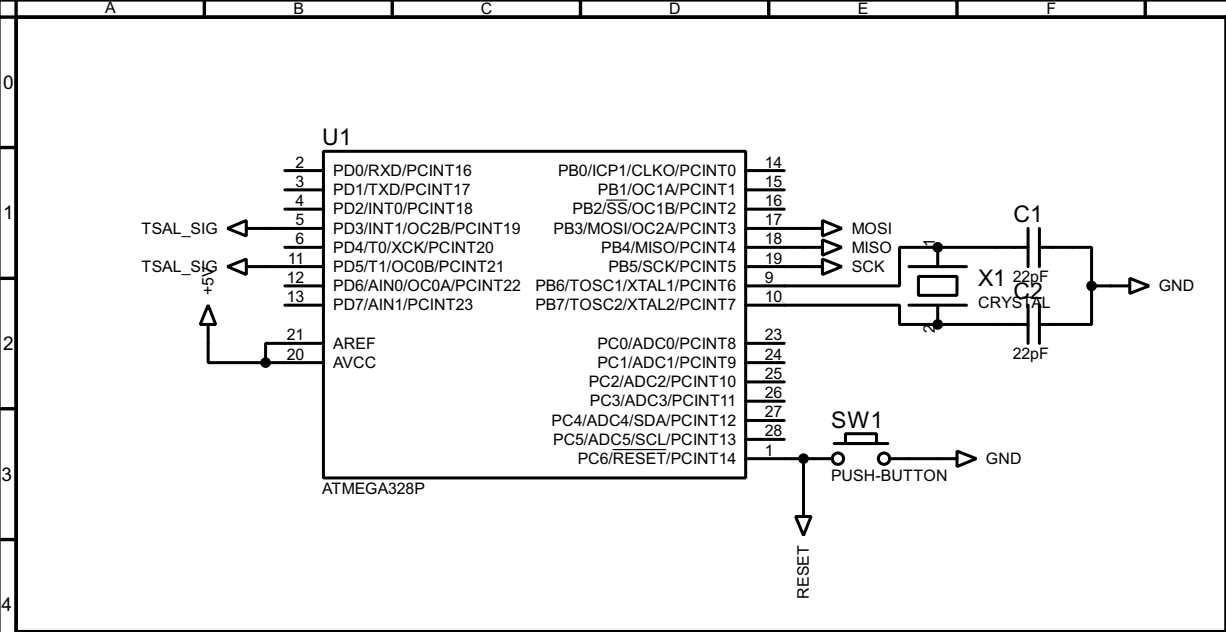 A B C D E F
0
1
2
3
4
U1
2 PD0/RXD/PCINT16 PB0/ICP1/CLKO/PCINT0 14
3 PD1/TXD/PCINT17 PB1/OC1A/PCINT1 15
4 PD2/INT0/PCINT18 PB2/SS/OC1B/PCINT2 16
TSAL_SIG 5 PD3/INT1/OC2B/PCINT19 PB3/MOSI/OC2A/PCINT3 17 MOSI
6 PD4/T0/XCK/PCINT20 PB4/MISO/PCINT4 18 MISO
TSAL_SIG 11 PD5/T1/OC0B/PCINT21 PB5/SCK/PCINT5 19 SCK
12 PD6/AIN0/OC0A/PCINT22 PB6/TOSC1/XTAL1/PCINT6 9
13 PD7/AIN1/PCINT23 PB7/TOSC2/XTAL2/PCINT7 10
+5V
21 AREF PC0/ADC0/PCINT8 23
20 AVCC PC1/ADC1/PCINT9 24
PC2/ADC2/PCINT10 25
PC3/ADC3/PCINT11 26
PC4/ADC4/SDA/PCINT12 27
PC5/ADC5/SCL/PCINT13 28
PC6/RESET/PCINT14 1
ATMEGA328P
1
2
X1
CRYSTAL
C1
22pF
C2
22pF
GND
SW1
PUSH-BUTTON
GND
RESET